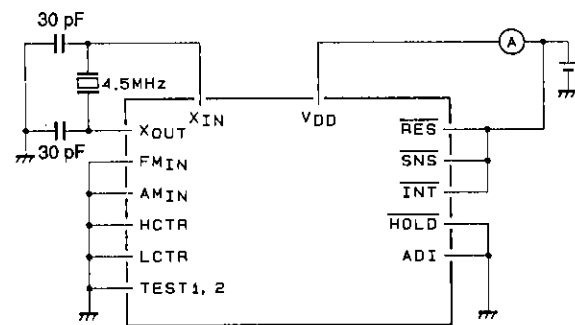 30 pF
A
4.5MHz
XIN
VDD
XOUT
RES
30 pF
FMIN
SNS
AMIN
INT
HCTR
HOLD
LCTR
ADI
TEST1, 2